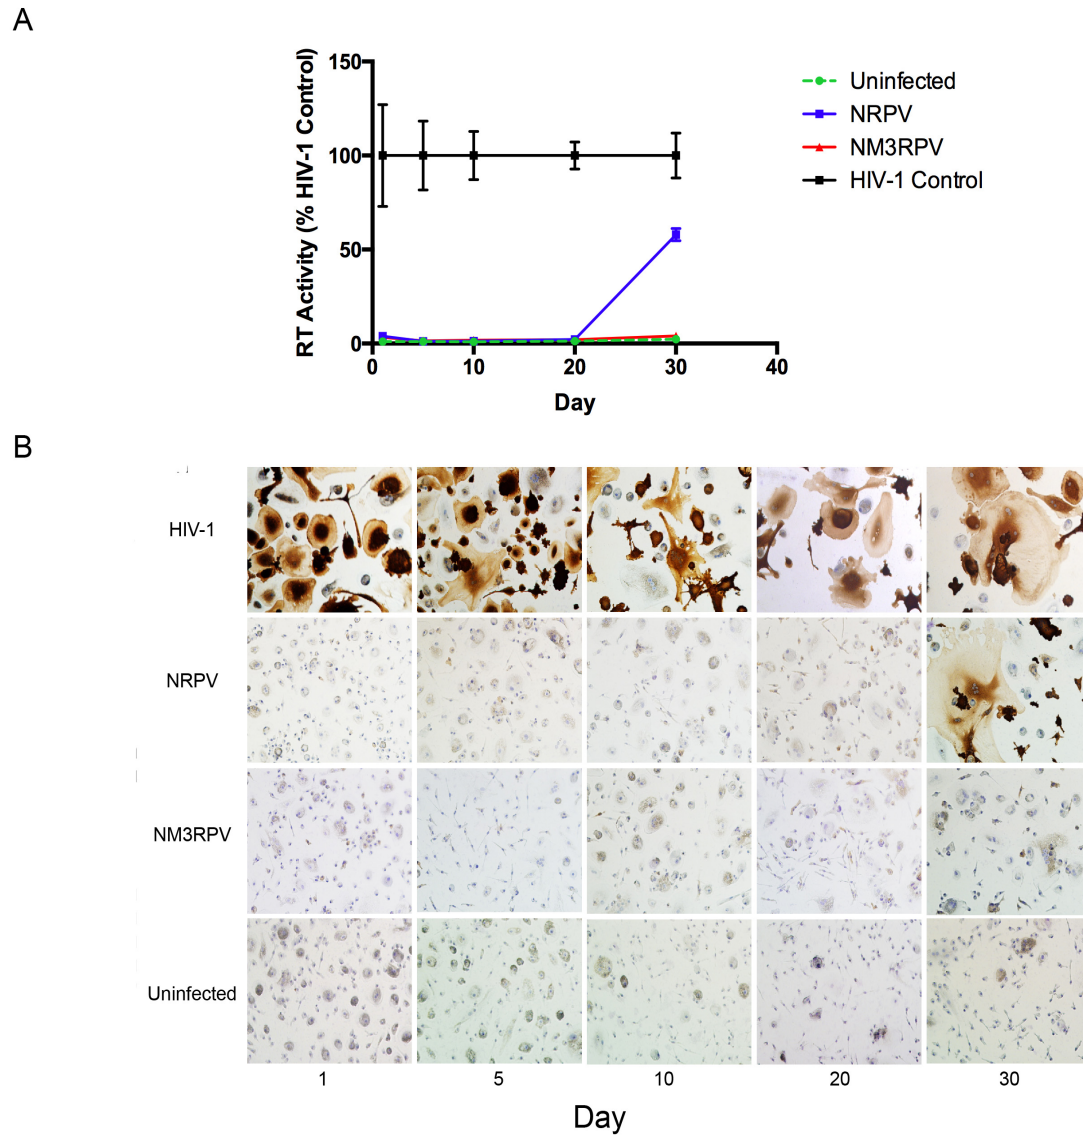 A
150
100
50
0
0
10
20
30
40
RT Activity (% HIV-1 Control)
Day
Uninfected
NRPV
NM3RPV
HIV-1 Control
B
HIV-1
NRPV
NM3RPV
Uninfected
1
5
10
20
30
Day